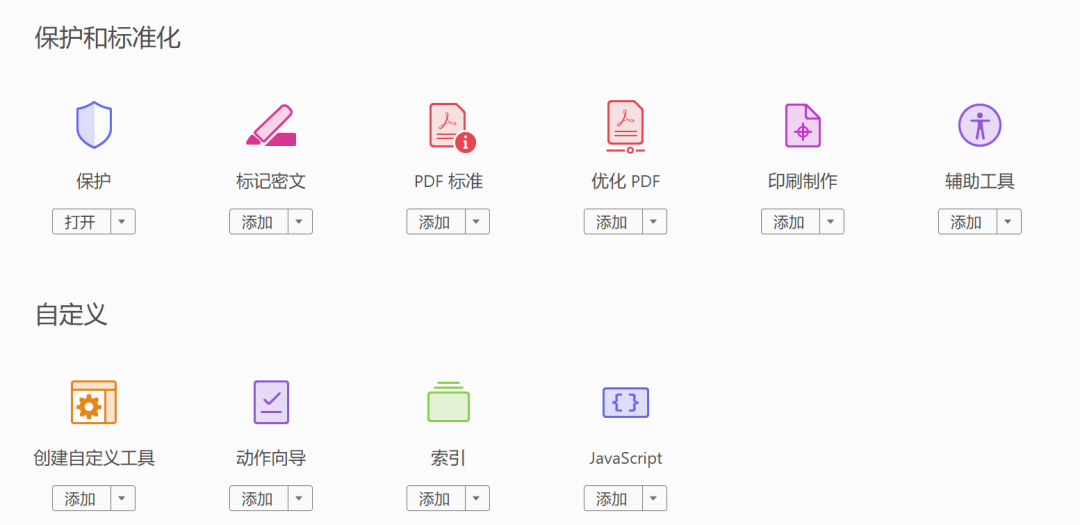 保护和标准化
保护 标记密文 PDF 标准 优化 PDF 印刷制作 辅助工具
打开 添加 添加 添加 添加 添加
自定义
创建自定义工具 动作向导 索引 JavaScript
添加 添加 添加 添加